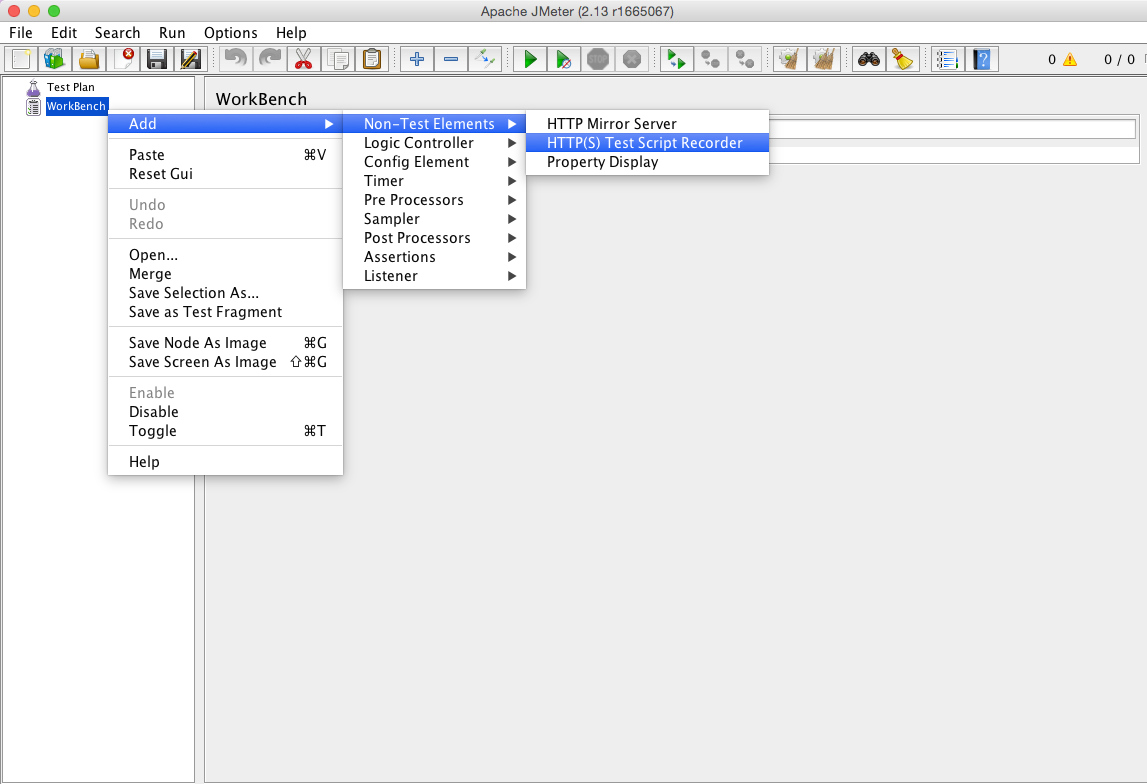 Apache JMeter (2.13 r1665067)
File Edit Search Run Options Help
STOP ? 0 0 / 0
Test Plan
WorkBench
WorkBench
Add
Paste ⌘V
Reset Gui
Undo
Redo
Open...
Merge
Save Selection As...
Save as Test Fragment
Save Node As Image ⌘G
Save Screen As Image ⇧⌘G
Enable
Disable
Toggle ⌘T
Help
Non-Test Elements
Logic Controller
Config Element
Timer
Pre Processors
Sampler
Post Processors
Assertions
Listener
HTTP Mirror Server
HTTP(S) Test Script Recorder
Property Display